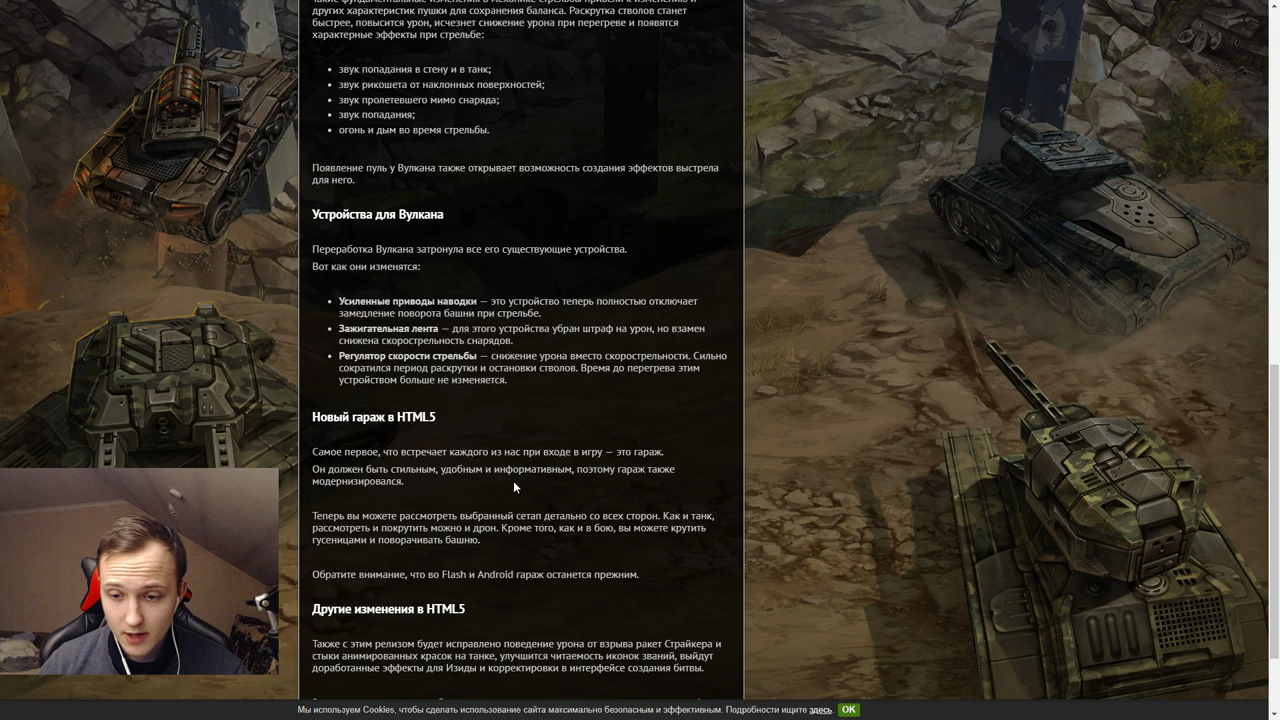 других характеристик пушки для сохранения баланса. Раскрутка стволов станет
быстрее, повысится урон, исчезнет снижение урона при перегреве и появятся
характерные эффекты при стрельбе:
звук попадания в стену и в танк;
звук рикошета от наклонных поверхностей;
звук пролетевшего мимо снаряда;
звук попадания;
огонь и дым во время стрельбы.
Появление пуль у Вулкана также открывает возможность создания эффектов выстрела
для него.
Устройства для Вулкана
Переработка Вулкана затронула все его существующие устройства.
Вот как они изменятся:
Усиленные приводы наводки — это устройство теперь полностью отключает
замедление поворота башни при стрельбе.
Зажигательная лента — для этого устройства убран штраф на урон, но взамен
снижена скорострельность снарядов.
Регулятор скорости стрельбы — снижение урона вместо скорострельности. Сильно
сократился период раскрутки и остановки стволов. Время до перегрева этим
устройством больше не изменяется.
Новый гараж в HTML5
Самое первое, что встречает каждого из нас при входе в игру — это гараж.
Он должен быть стильным, удобным и информативным, поэтому гараж также
модернизировался.
Теперь вы можете рассмотреть выбранный сетап детально со всех сторон. Как и танк,
рассмотреть и покрутить можно и дрон. Кроме того, как и в бою, вы можете крутить
гусеницами и поворачивать башню.
Обратите внимание, что во Flash и Android гараж останется прежним.
Другие изменения в HTML5
Также с этим релизом будет исправлено поведение урона от взрыва ракет Страйкера и
стыки анимированных красок на танке, улучшится читаемость иконок званий, выйдут
доработанные эффекты для Изиды и корректировки в интерфейсе создания битвы.
Мы используем Cookies, чтобы сделать использование сайта максимально безопасным и эффективным. Подробности ищите здесь. OK